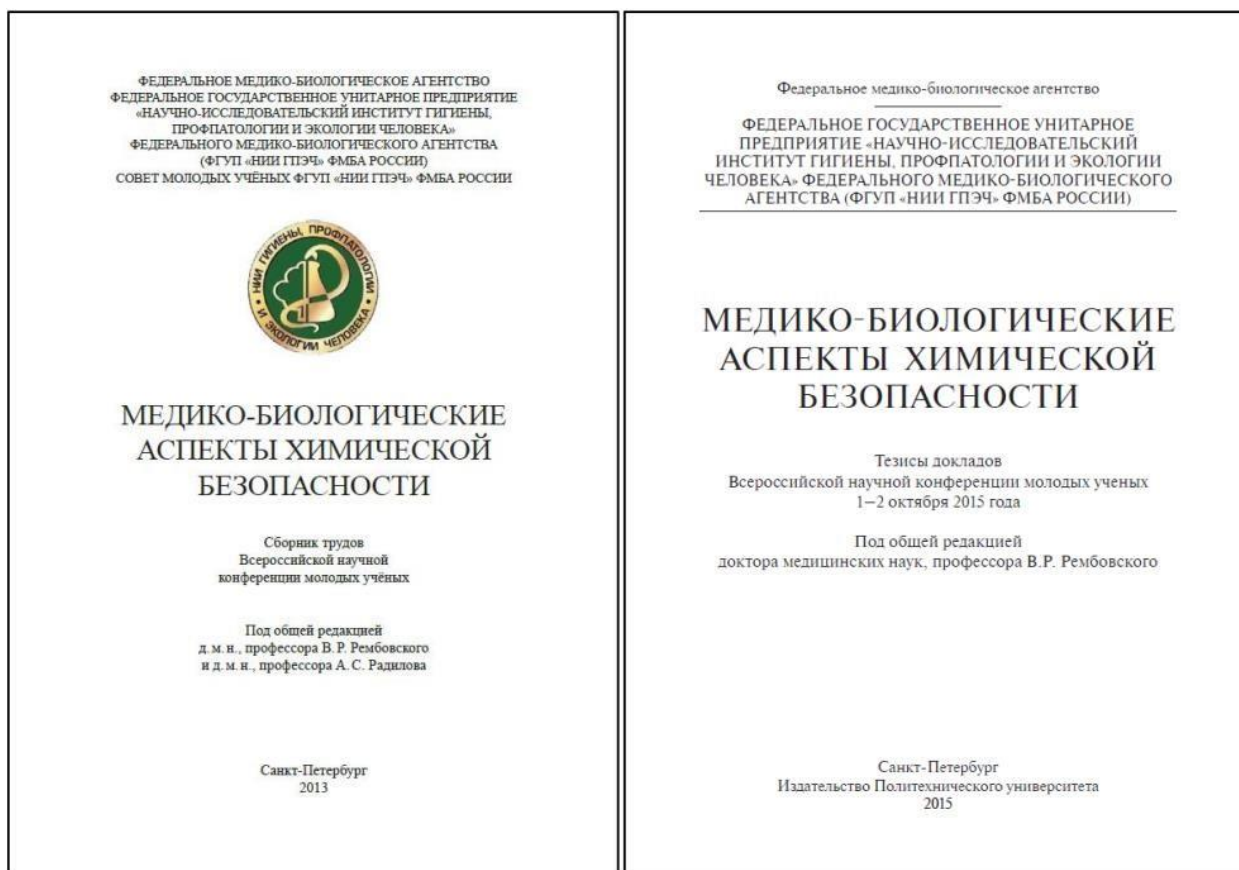 ФЕДЕРАЛЬНОЕ МЕДИКО-БИОЛОГИЧЕСКОЕ АГЕНТСТВО
ФЕДЕРАЛЬНОЕ ГОСУДАРСТВЕННОЕ УНИТАРНОЕ ПРЕДПРИЯТИЕ
«НАУЧНО-ИССЛЕДОВАТЕЛЬСКИЙ ИНСТИТУТ ГИГИЕНЫ,
ПРОФПАТОЛОГИИ И ЭКОЛОГИИ ЧЕЛОВЕКА»
ФЕДЕРАЛЬНОГО МЕДИКО-БИОЛОГИЧЕСКОГО АГЕНТСТВА
(ФГУП «НИИ ГПЭЧ» ФМБА РОССИИ)
СОВЕТ МОЛОДЫХ УЧЁНЫХ ФГУП «НИИ ГПЭЧ» ФМБА РОССИИ
НИИ ГИГИЕНЫ, ПРОФПАТОЛОГИИ
И ЭКОЛОГИИ ЧЕЛОВЕКА
МЕДИКО-БИОЛОГИЧЕСКИЕ
АСПЕКТЫ ХИМИЧЕСКОЙ
БЕЗОПАСНОСТИ
Сборник трудов
Всероссийской научной
конференции молодых учёных
Под общей редакцией
д. м. н., профессора В. Р. Рембовского
и д. м. н., профессора А. С. Радилова
Санкт-Петербург
2013
Федеральное медико-биологическое агентство
ФЕДЕРАЛЬНОЕ ГОСУДАРСТВЕННОЕ УНИТАРНОЕ
ПРЕДПРИЯТИЕ «НАУЧНО-ИССЛЕДОВАТЕЛЬСКИЙ
ИНСТИТУТ ГИГИЕНЫ, ПРОФПАТОЛОГИИ И ЭКОЛОГИИ
ЧЕЛОВЕКА» ФЕДЕРАЛЬНОГО МЕДИКО-БИОЛОГИЧЕСКОГО
АГЕНТСТВА (ФГУП «НИИ ГПЭЧ» ФМБА РОССИИ)
МЕДИКО-БИОЛОГИЧЕСКИЕ
АСПЕКТЫ ХИМИЧЕСКОЙ
БЕЗОПАСНОСТИ
Тезисы докладов
Всероссийской научной конференции молодых ученых
1–2 октября 2015 года
Под общей редакцией
доктора медицинских наук, профессора В.Р. Рембовского
Санкт-Петербург
Издательство Политехнического университета
2015